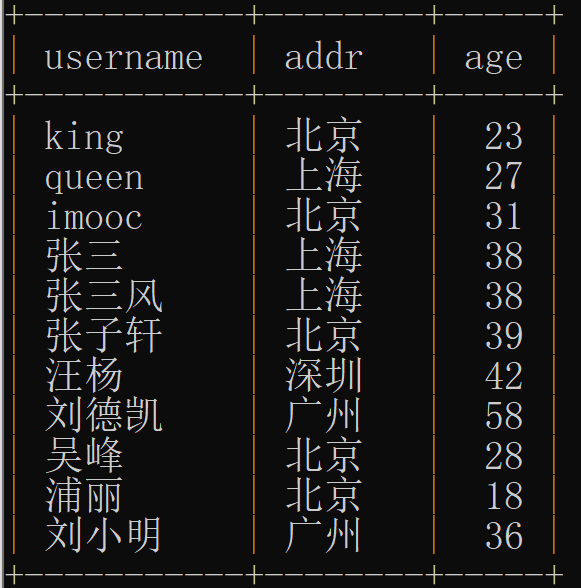 +----------+--------+-----+
| username | addr | age |
+----------+--------+-----+
| king | 北京 | 23 |
| queen | 上海 | 27 |
| imooc | 北京 | 31 |
| 张三 | 上海 | 38 |
| 张三风 | 上海 | 38 |
| 张子轩 | 北京 | 39 |
| 汪杨 | 深圳 | 42 |
| 刘德凯 | 广州 | 58 |
| 吴峰 | 北京 | 28 |
| 浦丽 | 北京 | 18 |
| 刘小明 | 广州 | 36 |
+----------+--------+-----+